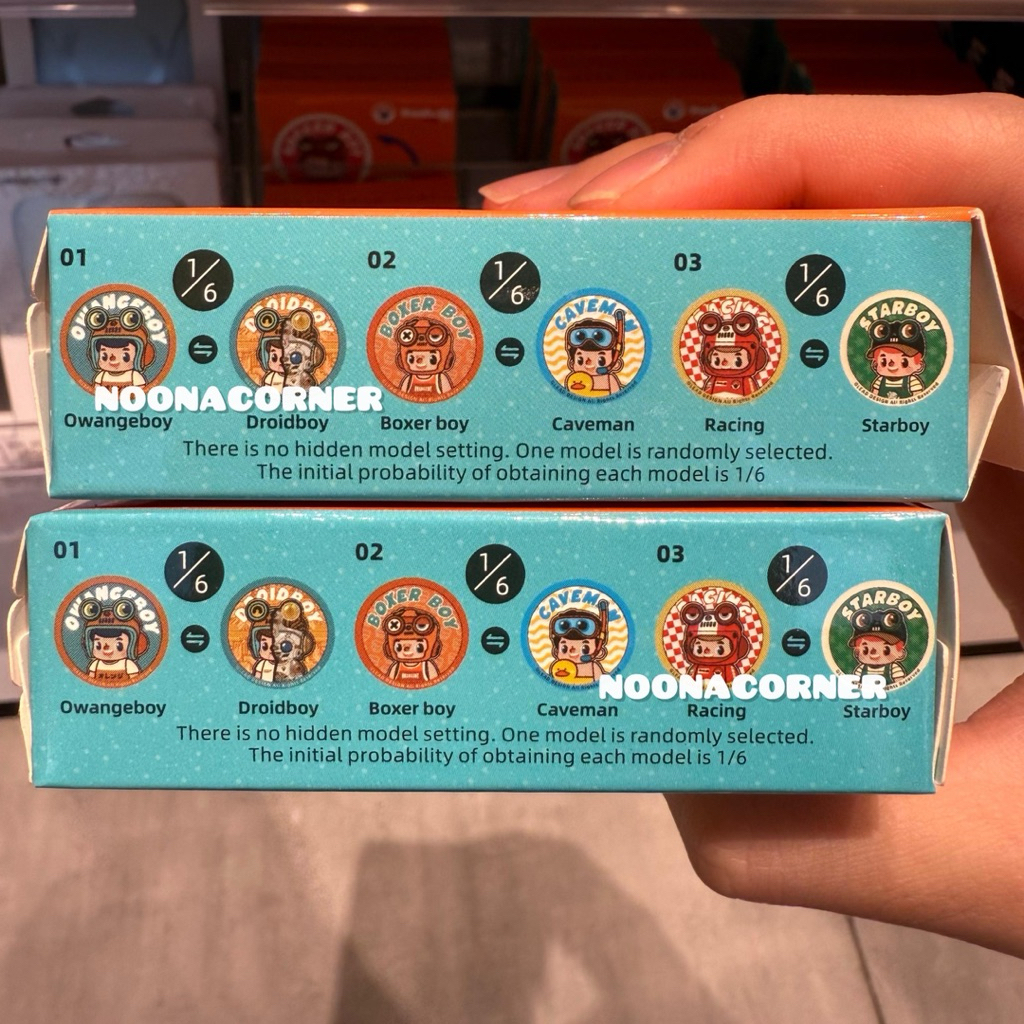 01
1/6
02
1/6
03
1/6
OWANGEBOY
DROIDBOY
BOXER BOY
CAVEMAN
RACING
STARBOY
NOONACORNER
Owangeboy
Droidboy
Boxer boy
Caveman
Racing
Starboy
There is no hidden model setting. One model is randomly selected.
The initial probability of obtaining each model is 1/6
01
1/6
02
1/6
03
1/6
OWANGEBOY
DROIDBOY
BOXER BOY
CAVEMAN
RACING
STARBOY
NOONACORNER
Owangeboy
Droidboy
Boxer boy
Caveman
Racing
Starboy
There is no hidden model setting. One model is randomly selected.
The initial probability of obtaining each model is 1/6